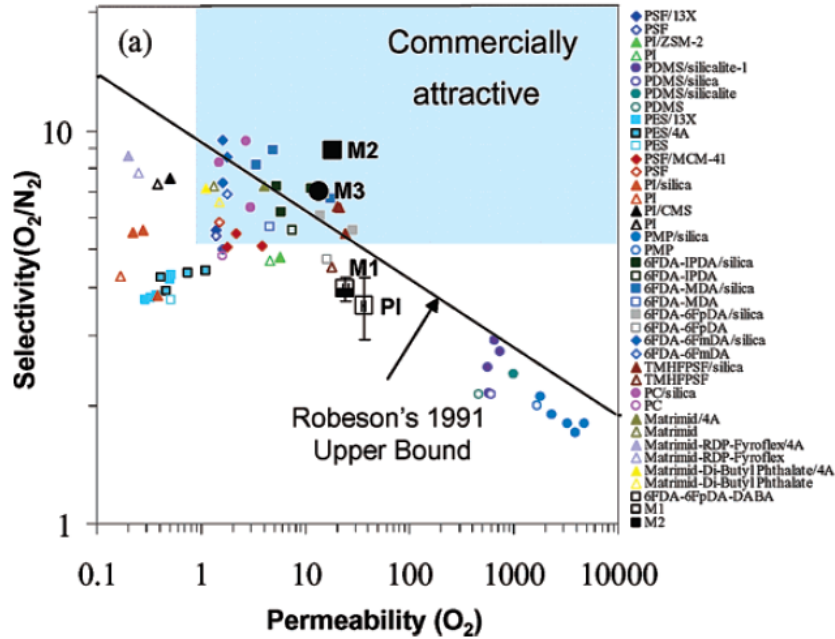 (a)
Commercially
attractive
M2
M3
M1
PI
Robeson's 1991
Upper Bound
Selectivity(O₂/N₂)
10
1
0.1
1
10
100
1000
10000
Permeability (O₂)
PSF/13X
PSF
PI/ZSM-2
PI
PDMS/silicalite-1
PDMS/silica
PDMS/silicalite
PDMS
PES/13X
PES/4A
PES
PSF/MCM-41
PSF
PI/silica
PI
PI/CMS
PI
PMP/silica
PMP
6FDA-IPDA/silica
6FDA-IPDA
6FDA-MDA/silica
6FDA-MDA
6FDA-6FpDA/silica
6FDA-6FpDA
6FDA-6FmDA/silica
6FDA-6FmDA
TMHFPSF/silica
TMHFPSF
PC/silica
PC
Matrimid/4A
Matrimid
Matrimid-RDP-Fyroflex/4A
Matrimid-RDP-Fyroflex
Matrimid-Di-Butyl Phthalate/4A
Matrimid-Di-Butyl Phthalate
6FDA-6FpDA-DABA
M1
M2